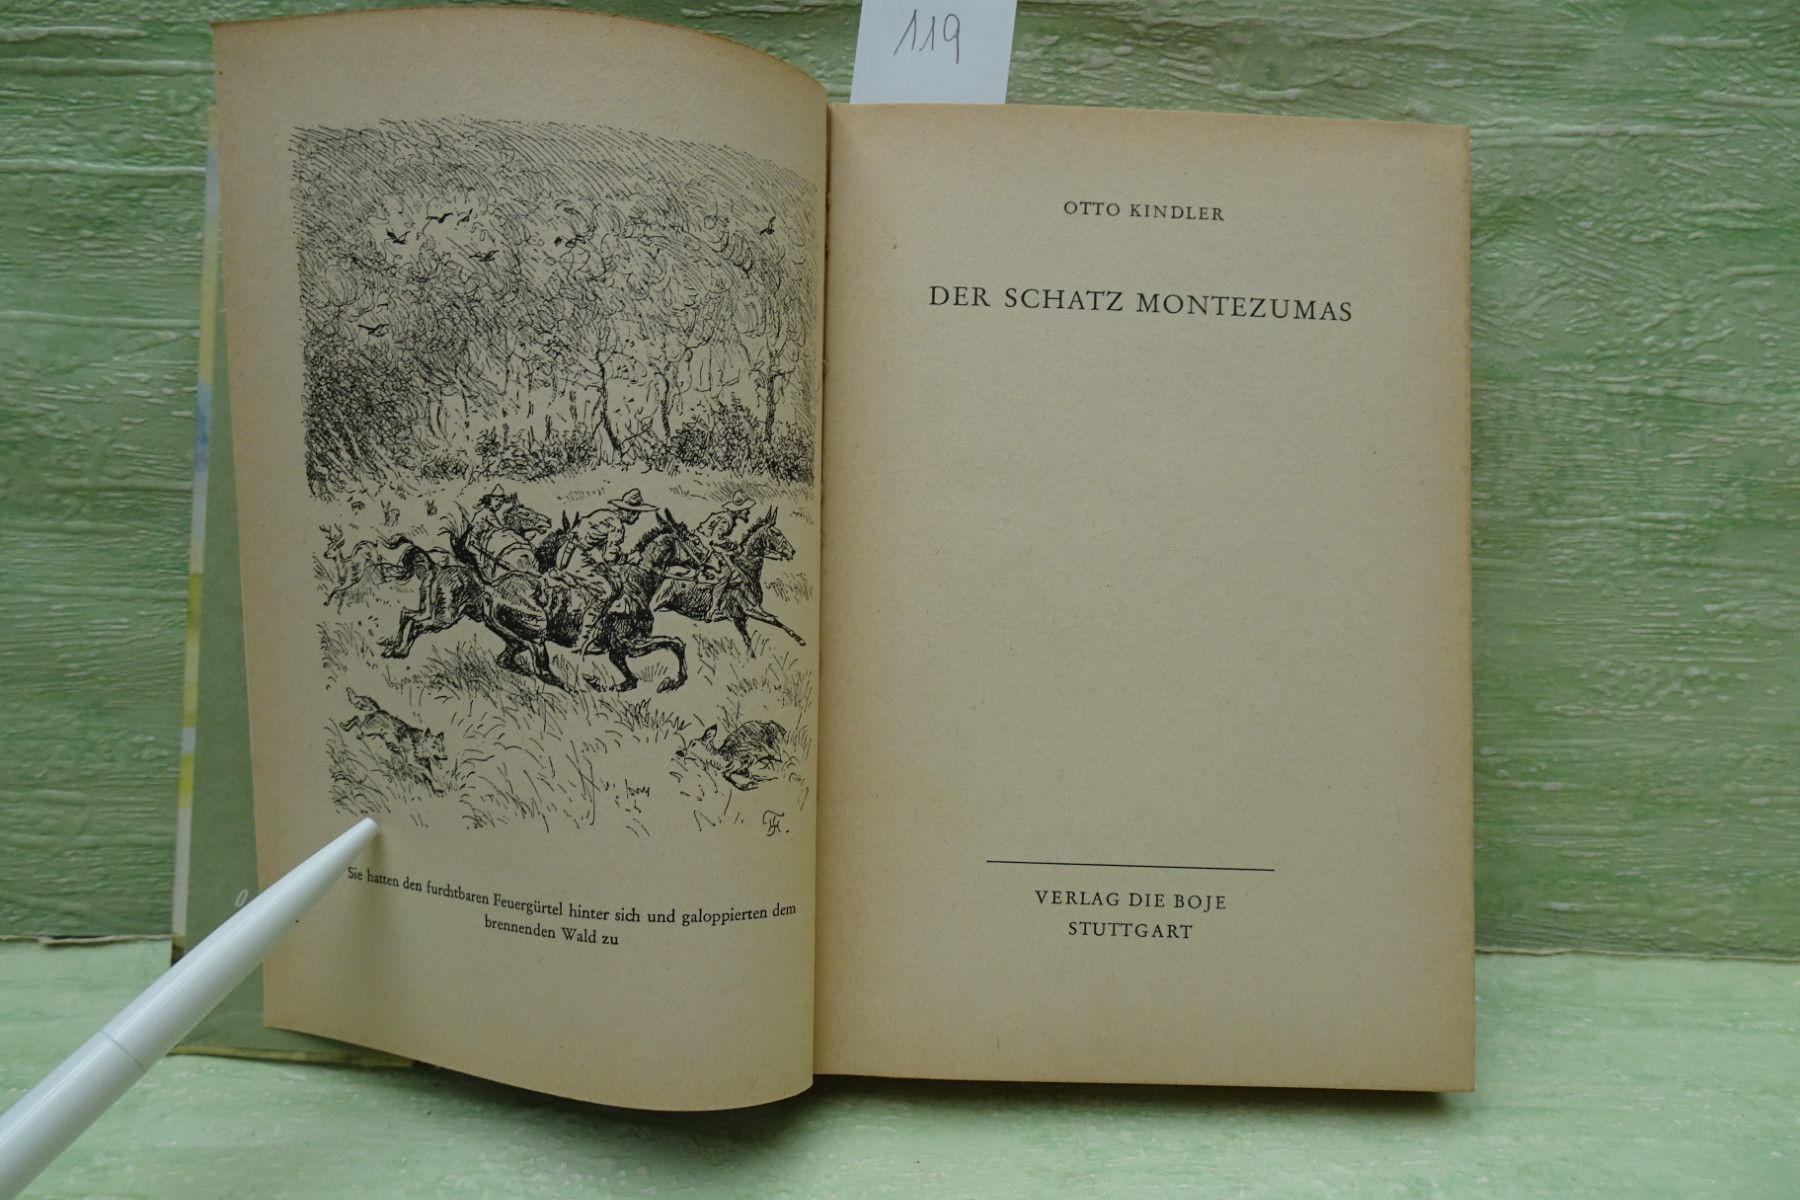 119
Sie hatten den furchtbaren Feuergürtel hinter sich und galoppierten dem
brennenden Wald zu
OTTO KINDLER
DER SCHATZ MONTEZUMAS
VERLAG DIE BOJE
STUTTGART